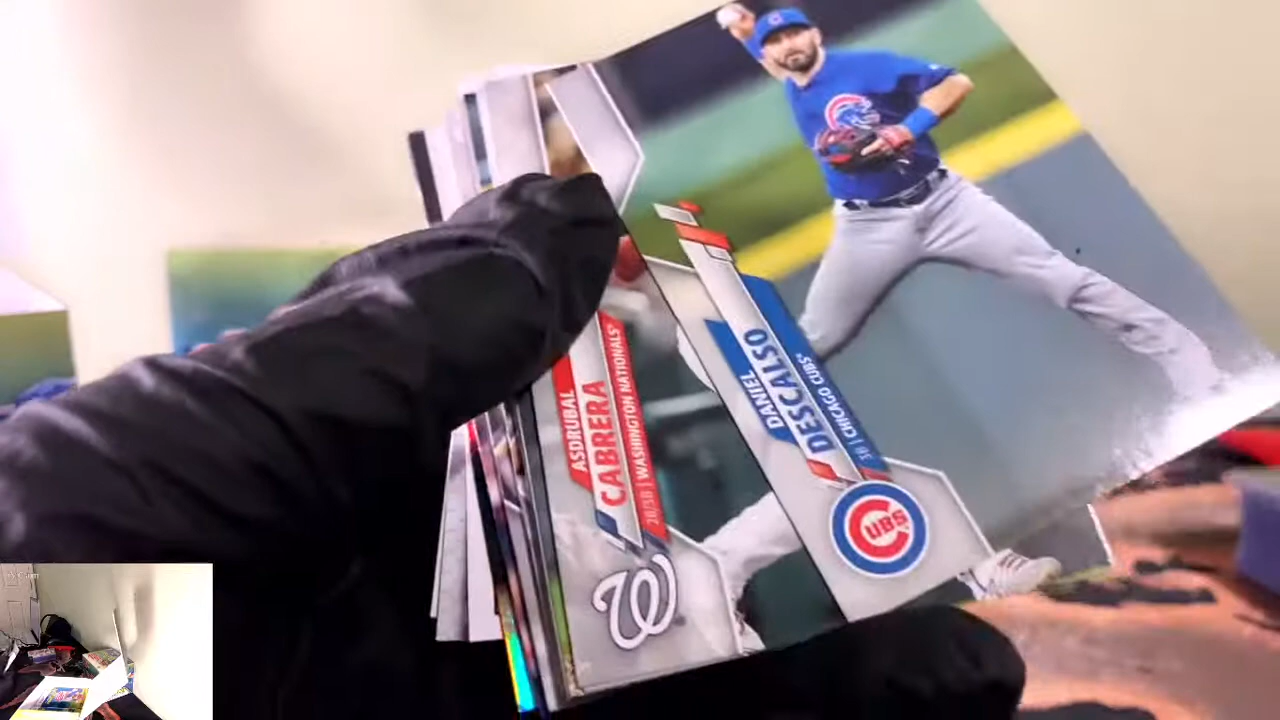 ASDRUBAL
CABRERA
2B/3B | WASHINGTON NATIONALS®
W
DANIEL
DESCALSO
3B | CHICAGO CUBS®
CUBS